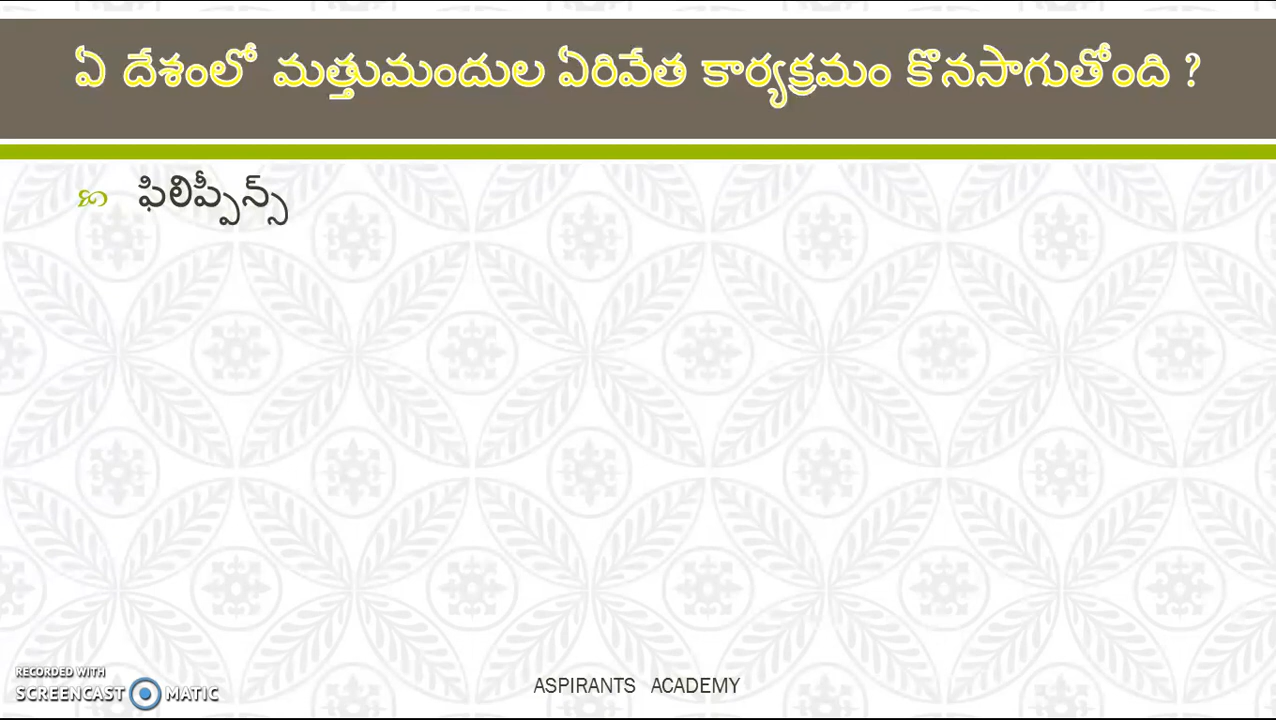 ఏ దేశంలో మత్తుమందుల ఏరివేత కార్యక్రమం కొనసాగుతోంది ?
ఫిలిప్పీన్స్
RECORDED WITH
SCREENCAST MATIC
ASPIRANTS ACADEMY